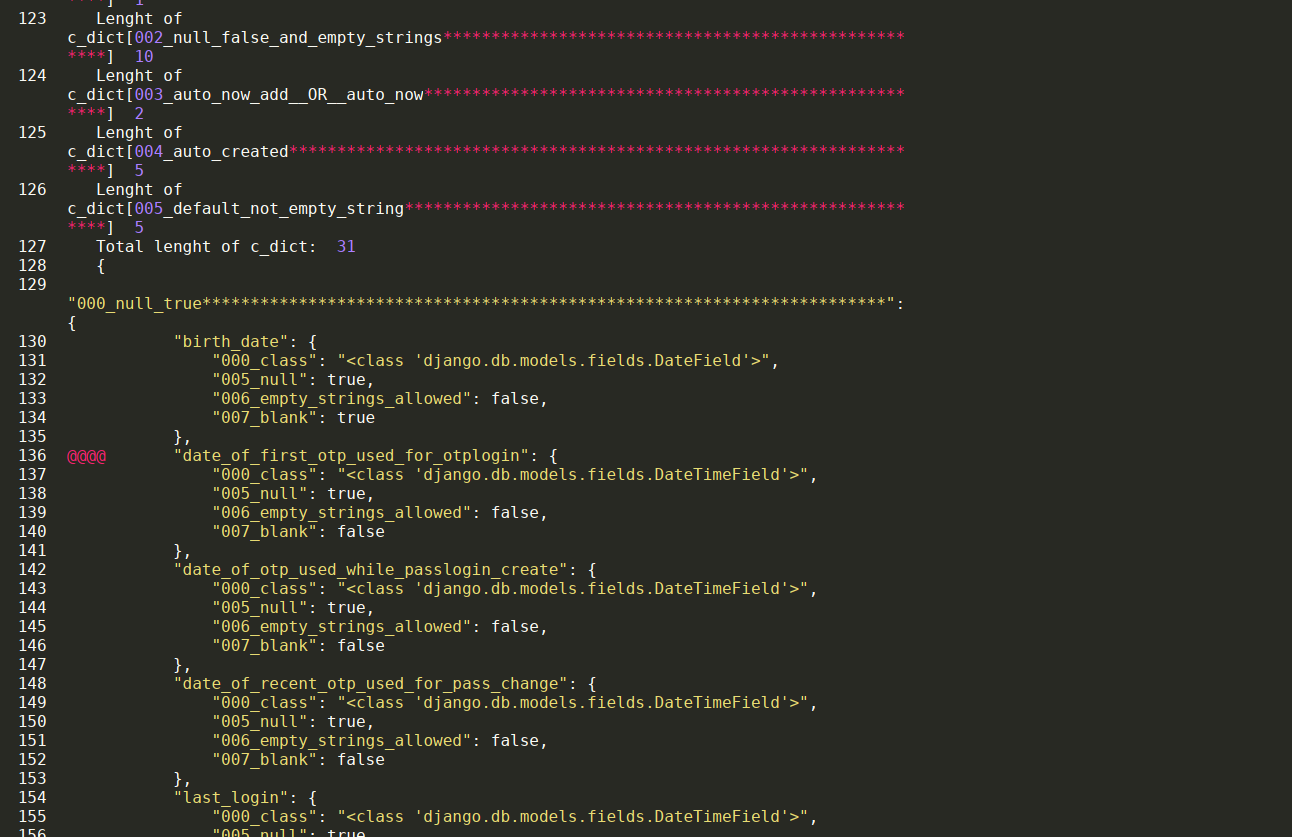 ****]  1
123 Lenght of
c_dict[002_null_false_and_empty_strings************************************************
****]  10
124 Lenght of
c_dict[003_auto_now_add__OR__auto_now**************************************************
****]  2
125 Lenght of
c_dict[004_auto_created****************************************************************
****]  5
126 Lenght of
c_dict[005_default_not_empty_string****************************************************
****]  5
127 Total lenght of c_dict:  31
128 {
129
"000_null_true***********************************************************************":
{
130 "birth_date": {
131 "000_class": "<class 'django.db.models.fields.DateField'>",
132 "005_null": true,
133 "006_empty_strings_allowed": false,
134 "007_blank": true
135 },
136 @@@@ "date_of_first_otp_used_for_otplogin": {
137 "000_class": "<class 'django.db.models.fields.DateTimeField'>",
138 "005_null": true,
139 "006_empty_strings_allowed": false,
140 "007_blank": false
141 },
142 "date_of_otp_used_while_passlogin_create": {
143 "000_class": "<class 'django.db.models.fields.DateTimeField'>",
144 "005_null": true,
145 "006_empty_strings_allowed": false,
146 "007_blank": false
147 },
148 "date_of_recent_otp_used_for_pass_change": {
149 "000_class": "<class 'django.db.models.fields.DateTimeField'>",
150 "005_null": true,
151 "006_empty_strings_allowed": false,
152 "007_blank": false
153 },
154 "last_login": {
155 "000_class": "<class 'django.db.models.fields.DateTimeField'>",
156 "005_null": true